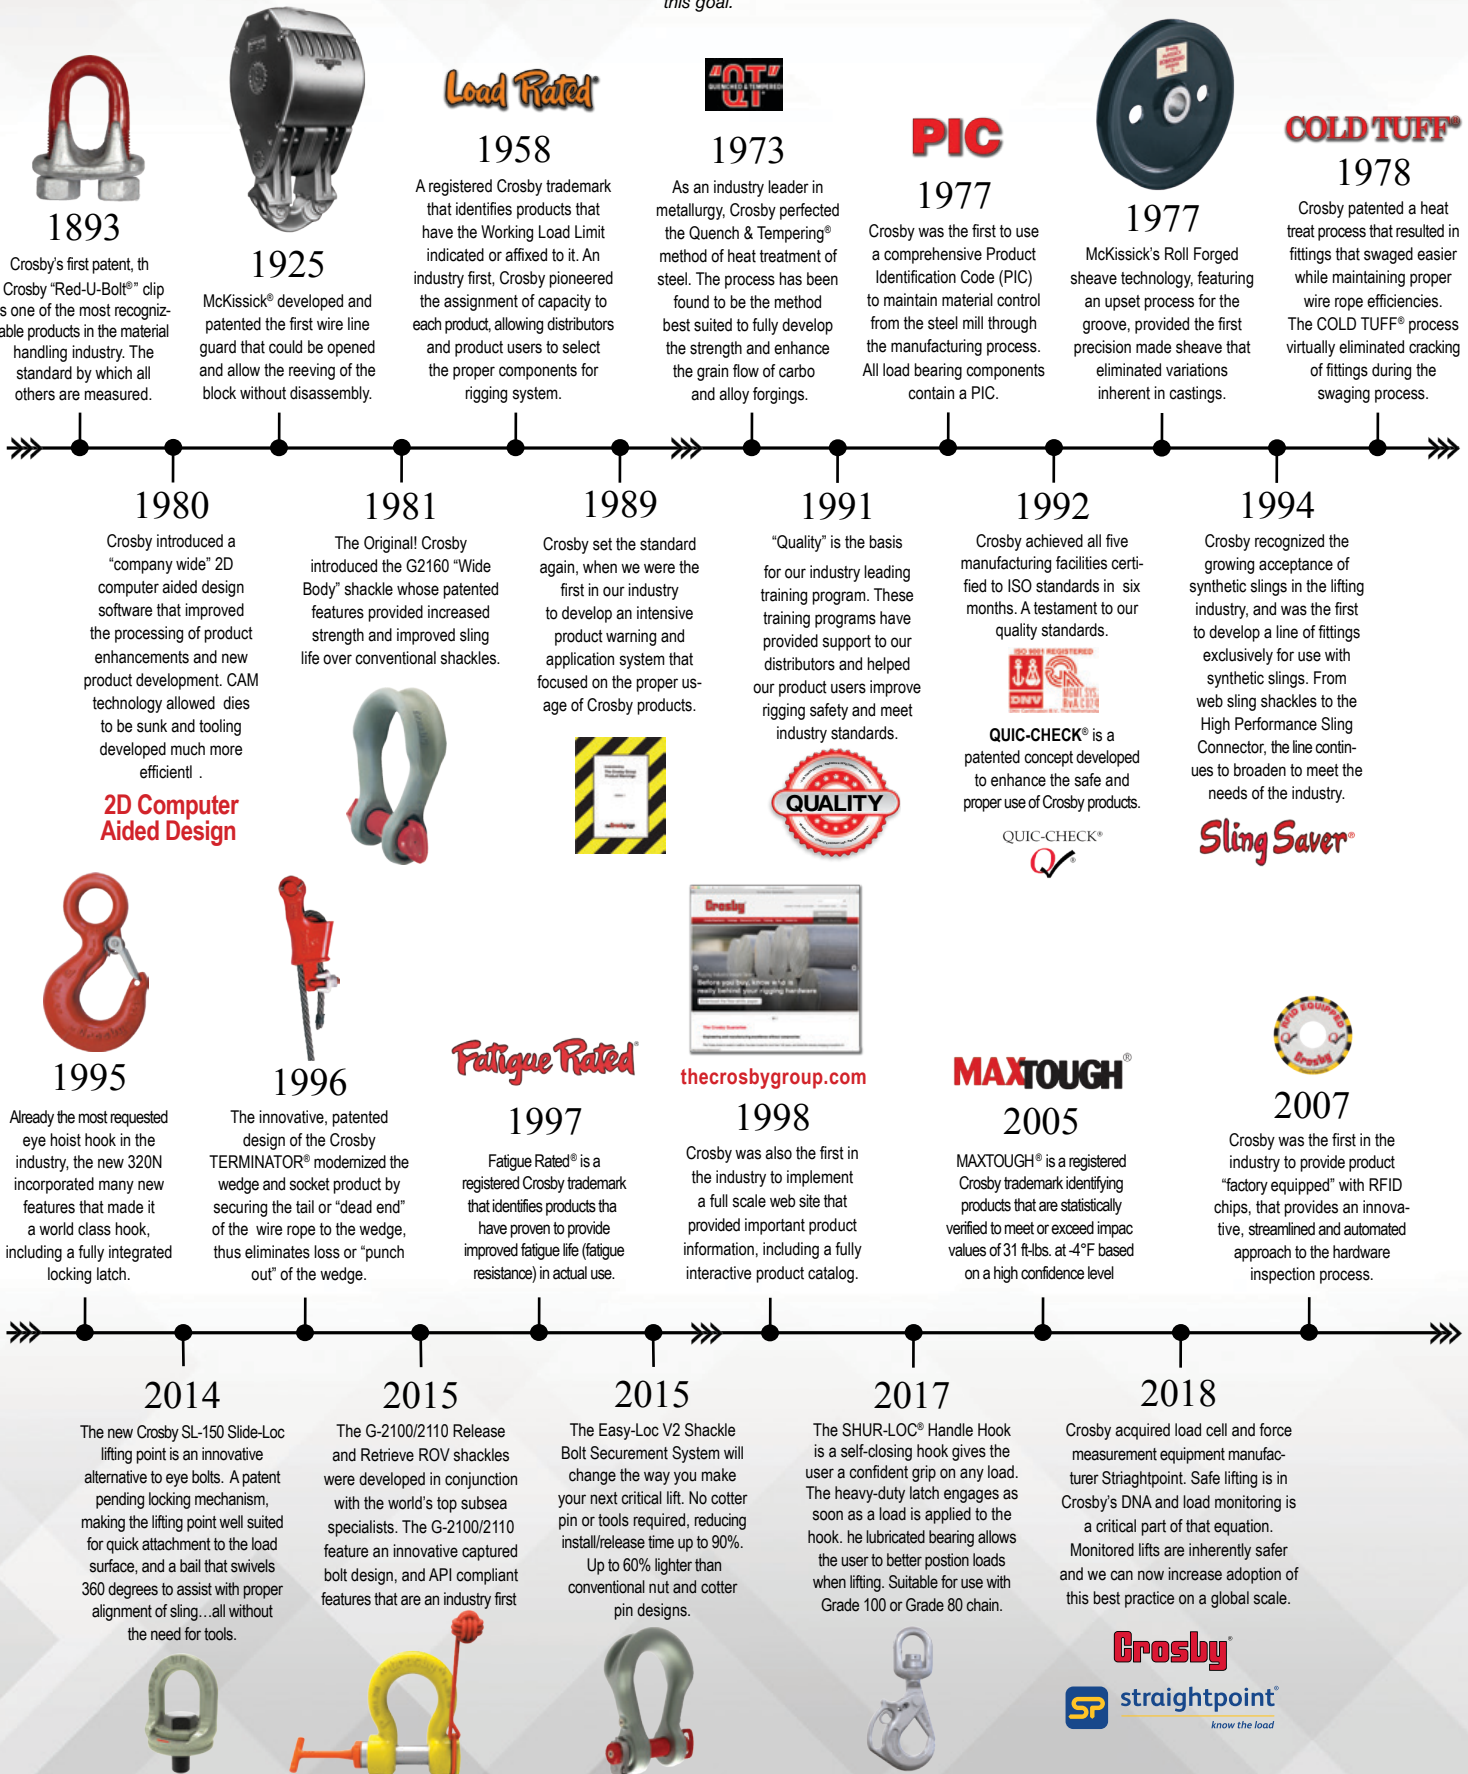 this goal.
Load Rated®
1958
A registered Crosby trademark
that identifies products that
have the Working Load Limit
indicated or affixed to it. An
industry first, Crosby pioneered
the assignment of capacity to
each product, allowing distributors
and product users to select
the proper components for
rigging system.
"QT"
QUENCHED & TEMPERED
1973
As an industry leader in
metallurgy, Crosby perfected
the Quench & Tempering®
method of heat treatment of
steel. The process has been
found to be the method
best suited to fully develop
the strength and enhance
the grain flow of carbo
and alloy forgings.
PIC
1977
Crosby was the first to use
a comprehensive Product
Identification Code (PIC)
to maintain material control
from the steel mill through
the manufacturing process.
All load bearing components
contain a PIC.
1977
McKissick's Roll Forged
sheave technology, featuring
an upset process for the
groove, provided the first
precision made sheave that
eliminated variations
inherent in castings.
COLD TUFF®
1978
Crosby patented a heat
treat process that resulted in
fittings that swaged easier
while maintaining proper
wire rope efficiencies.
The COLD TUFF® process
virtually eliminated cracking
of fittings during the
swaging process.
1893
Crosby's first patent, th
Crosby “Red-U-Bolt®” clip
s one of the most recogniz-
able products in the material
handling industry. The
standard by which all
others are measured.
1925
McKissick® developed and
patented the first wire line
guard that could be opened
and allow the reeving of the
block without disassembly.
1980
Crosby introduced a
“company wide” 2D
computer aided design
software that improved
the processing of product
enhancements and new
product development. CAM
technology allowed dies
to be sunk and tooling
developed much more
efficientl .
2D Computer
Aided Design
1981
The Original! Crosby
introduced the G2160 “Wide
Body” shackle whose patented
features provided increased
strength and improved sling
life over conventional shackles.
1989
Crosby set the standard
again, when we were the
first in our industry
to develop an intensive
product warning and
application system that
focused on the proper us-
age of Crosby products.
1991
“Quality” is the basis
for our industry leading
training program. These
training programs have
provided support to our
distributors and helped
our product users improve
rigging safety and meet
industry standards.
QUALITY
1992
Crosby achieved all five
manufacturing facilities certi-
fied to ISO standards in six
months. A testament to our
quality standards.
ISO 9001 REGISTERED
DNV
MGMT. SYS.
RvA C 024
QUIC-CHECK® is a
patented concept developed
to enhance the safe and
proper use of Crosby products.
QUIC-CHECK®
Q®
1994
Crosby recognized the
growing acceptance of
synthetic slings in the lifting
industry, and was the first
to develop a line of fittings
exclusively for use with
synthetic slings. From
web sling shackles to the
High Performance Sling
Connector, the line contin-
ues to broaden to meet the
needs of the industry.
Sling Saver®
1995
Already the most requested
eye hoist hook in the
industry, the new 320N
incorporated many new
features that made it
a world class hook,
including a fully integrated
locking latch.
1996
The innovative, patented
design of the Crosby
TERMINATOR® modernized the
wedge and socket product by
securing the tail or “dead end”
of the wire rope to the wedge,
thus eliminates loss or “punch
out” of the wedge.
Fatigue Rated®
1997
Fatigue Rated® is a
registered Crosby trademark
that identifies products tha
have proven to provide
improved fatigue life (fatigue
resistance) in actual use.
Crosby
Before you buy, know who is
really behind your rigging hardware
The Crosby Guarantee
thecrosbygroup.com
1998
Crosby was also the first in
the industry to implement
a full scale web site that
provided important product
information, including a fully
interactive product catalog.
MAXTOUGH®
2005
MAXTOUGH® is a registered
Crosby trademark identifying
products that are statistically
verified to meet or exceed impac
values of 31 ft-lbs. at -4°F based
on a high confidence level
RFID EQUIPPED
Crosby
2007
Crosby was the first in the
industry to provide product
“factory equipped” with RFID
chips, that provides an innova-
tive, streamlined and automated
approach to the hardware
inspection process.
2014
The new Crosby SL-150 Slide-Loc
lifting point is an innovative
alternative to eye bolts. A patent
pending locking mechanism,
making the lifting point well suited
for quick attachment to the load
surface, and a bail that swivels
360 degrees to assist with proper
alignment of sling...all without
the need for tools.
2015
The G-2100/2110 Release
and Retrieve ROV shackles
were developed in conjunction
with the world's top subsea
specialists. The G-2100/2110
feature an innovative captured
bolt design, and API compliant
features that are an industry first
2015
The Easy-Loc V2 Shackle
Bolt Securement System will
change the way you make
your next critical lift. No cotter
pin or tools required, reducing
install/release time up to 90%.
Up to 60% lighter than
conventional nut and cotter
pin designs.
2017
The SHUR-LOC® Handle Hook
is a self-closing hook gives the
user a confident grip on any load.
The heavy-duty latch engages as
soon as a load is applied to the
hook. he lubricated bearing allows
the user to better postion loads
when lifting. Suitable for use with
Grade 100 or Grade 80 chain.
2018
Crosby acquired load cell and force
measurement equipment manufac-
turer Striaghtpoint. Safe lifting is in
Crosby's DNA and load monitoring is
a critical part of that equation.
Monitored lifts are inherently safer
and we can now increase adoption of
this best practice on a global scale.
Crosby®
SP straightpoint®
know the load